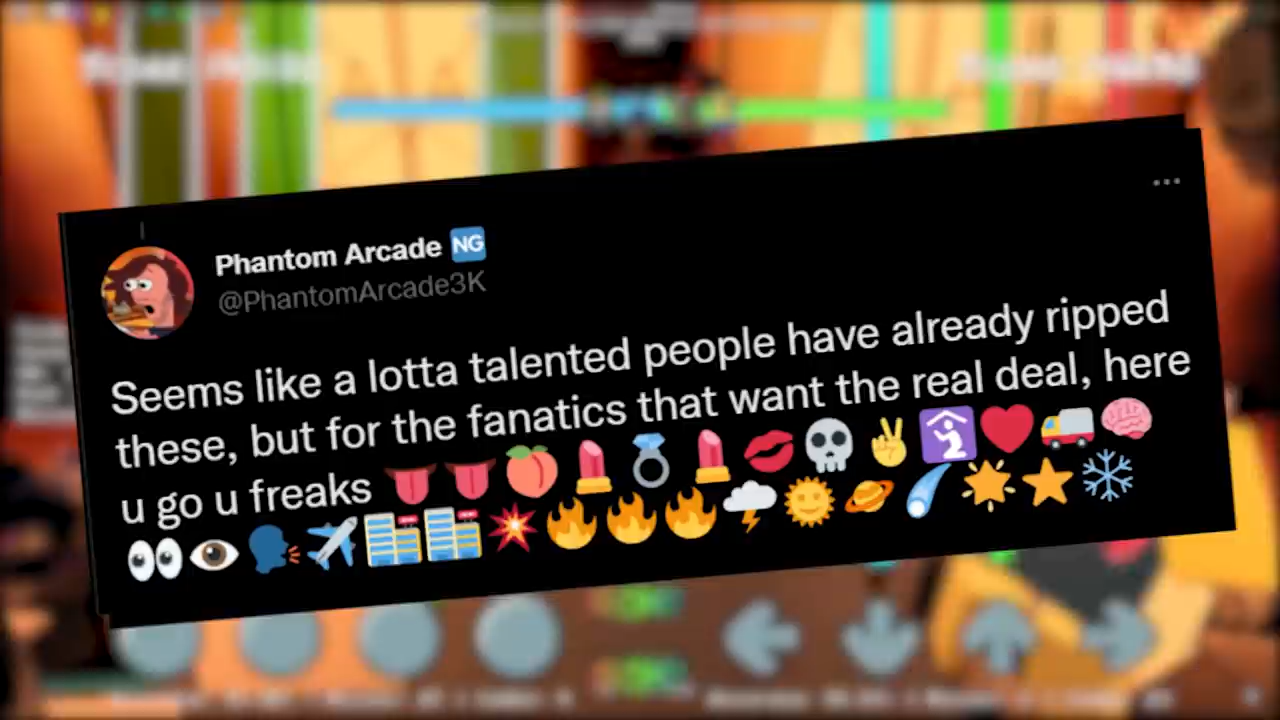 Phantom Arcade NG
@PhantomArcade3K
Seems like a lotta talented people have already ripped
these, but for the fanatics that want the real deal, here
u go u freaks 👅👅🍑💄💍💄💋💀✌️🛐❤️🚚🧠
👀👁️🗣️✈️🏢🏢💥🔥🔥🔥🌩️🌞🪐☄️🌟⭐❄️